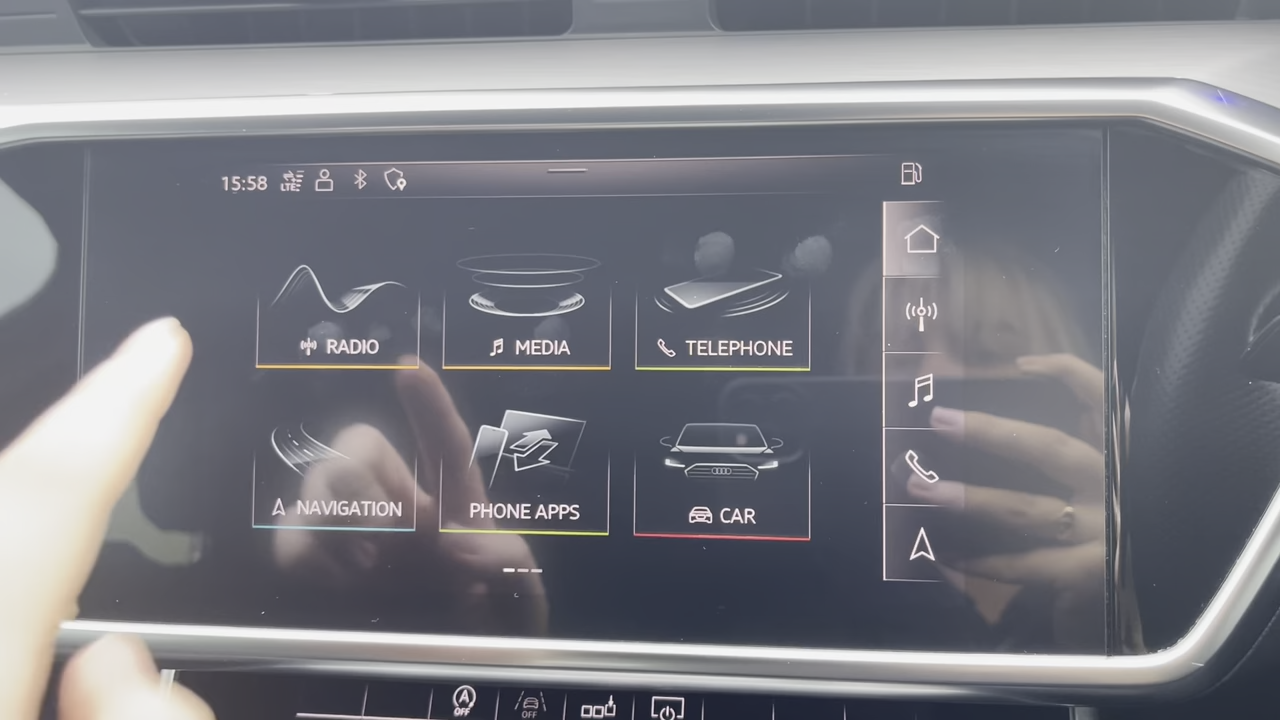 15:58 LTE
RADIO
MEDIA
TELEPHONE
NAVIGATION
PHONE APPS
CAR
A
OFF
OFF